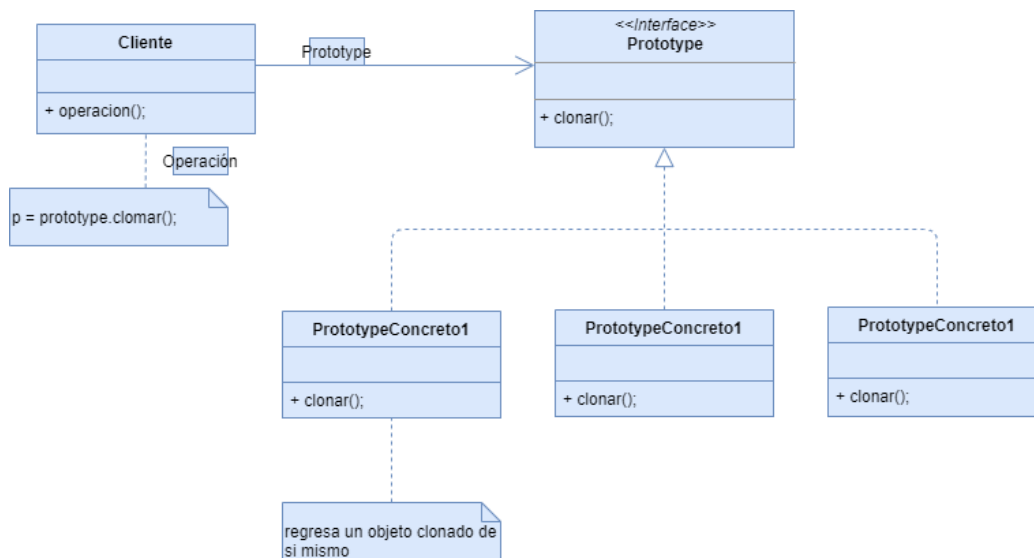 Cliente
+ operacion();
Prototype
<<Interface>>
Prototype
+ clonar();
Operación
p = prototype.clomar();
PrototypeConcreto1
+ clonar();
PrototypeConcreto1
+ clonar();
PrototypeConcreto1
+ clonar();
regresa un objeto clonado de
si mismo